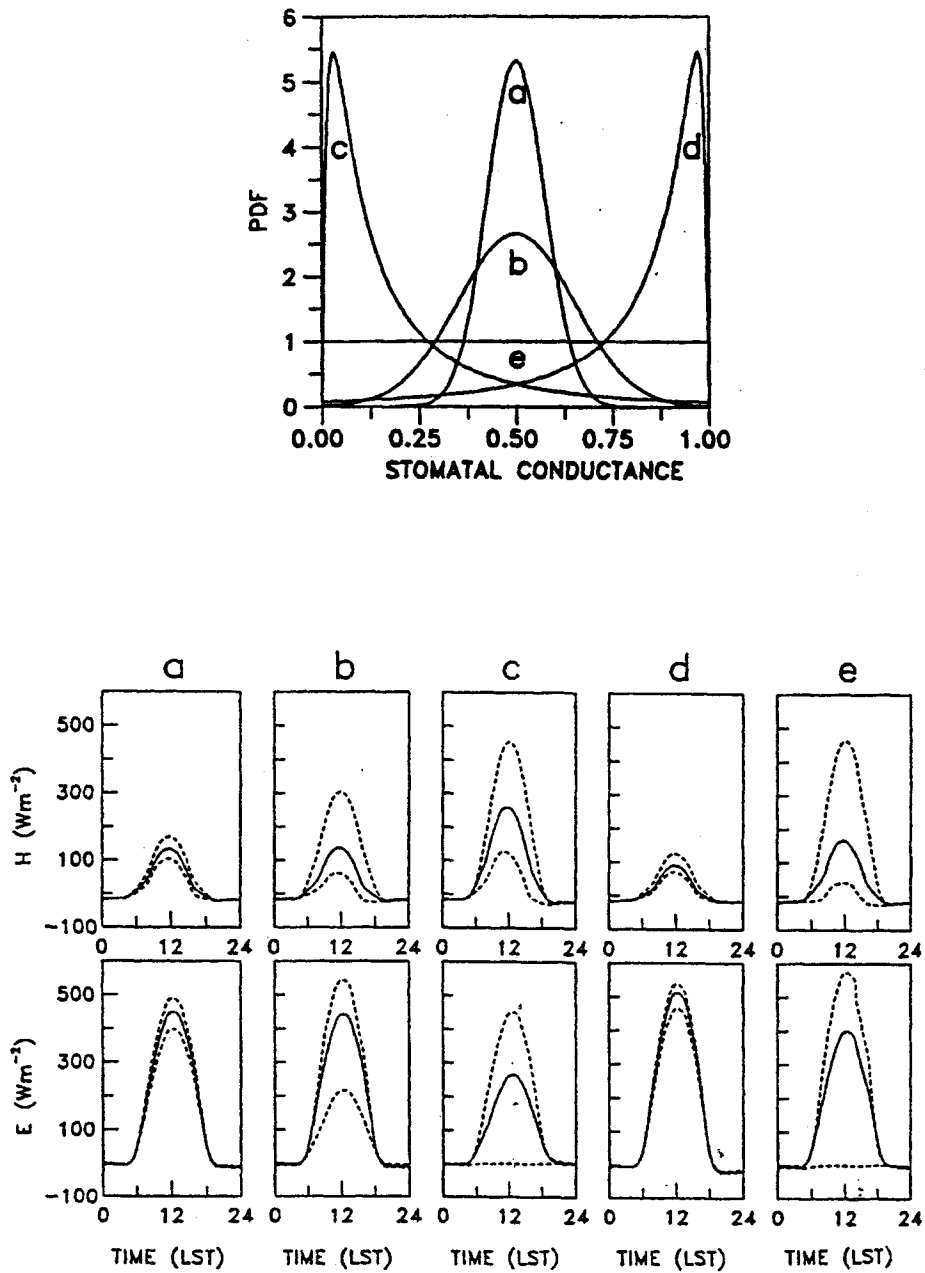 6
5
4
3
2
1
0
PDF
a
b
c
d
e
0.00 0.25 0.50 0.75 1.00
STOMATAL CONDUCTANCE
a b c d e
500
300
100
-100
H (Wm⁻²)
0 12 24 0 12 24 0 12 24 0 12 24 0 12 24
500
300
100
-100
E (Wm⁻²)
0 12 24 0 12 24 0 12 24 0 12 24 0 12 24
TIME (LST) TIME (LST) TIME (LST) TIME (LST) TIME (LST)